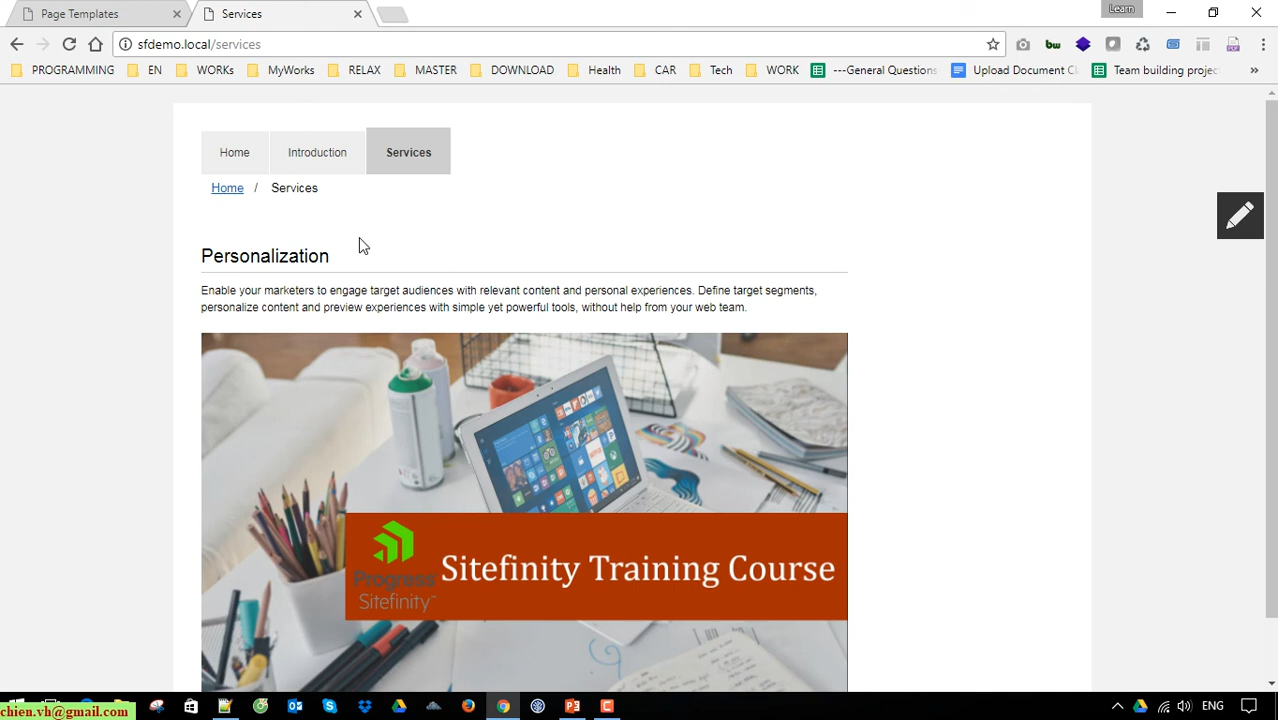 Page Templates
Services
Learn
sfdemo.local/services
PROGRAMMING
EN
WORKs
MyWorks
RELAX
MASTER
DOWNLOAD
Health
CAR
Tech
WORK
---General Questions
Upload Document Cl
Team building projec
»
Home
Introduction
Services
Home / Services
Personalization
Enable your marketers to engage target audiences with relevant content and personal experiences. Define target segments,
personalize content and preview experiences with simple yet powerful tools, without help from your web team.
Progress
Sitefinity™
Sitefinity Training Course
chien.vh@gmail.com
ENG